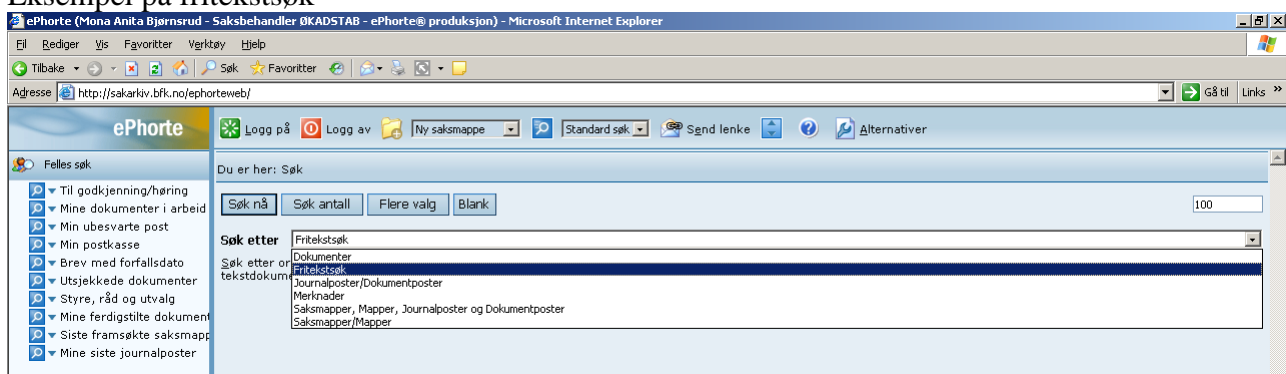 Eksempel på fritekstsøk
ePhorte (Mona Anita Bjørnsrud - Saksbehandler ØKADSTAB - ePhorte® produksjon) - Microsoft Internet Explorer
Fil Rediger Vis Favoritter Verktøy Hjelp
Tilbake Søk Favoritter
Adresse http://sakarkiv.bfk.no/ephorteweb/ Gå til Links »
ePhorte Logg på Logg av Ny saksmappe Standard søk Send lenke Alternativer
Felles søk
Til godkjenning/høring
Mine dokumenter i arbeid
Min ubesvarte post
Min postkasse
Brev med forfallsdato
Utsjekkede dokumenter
Styre, råd og utvalg
Mine ferdigstilte dokument
Siste framsøkte saksmapp
Mine siste journalposter
Du er her: Søk
Søk nå Søk antall Flere valg Blank 100
Søk etter Fritekstsøk
Søk etter or
tekstdokume
Dokumenter
Fritekstsøk
Journalposter/Dokumentposter
Merknader
Saksmapper, Mapper, Journalposter og Dokumentposter
Saksmapper/Mapper